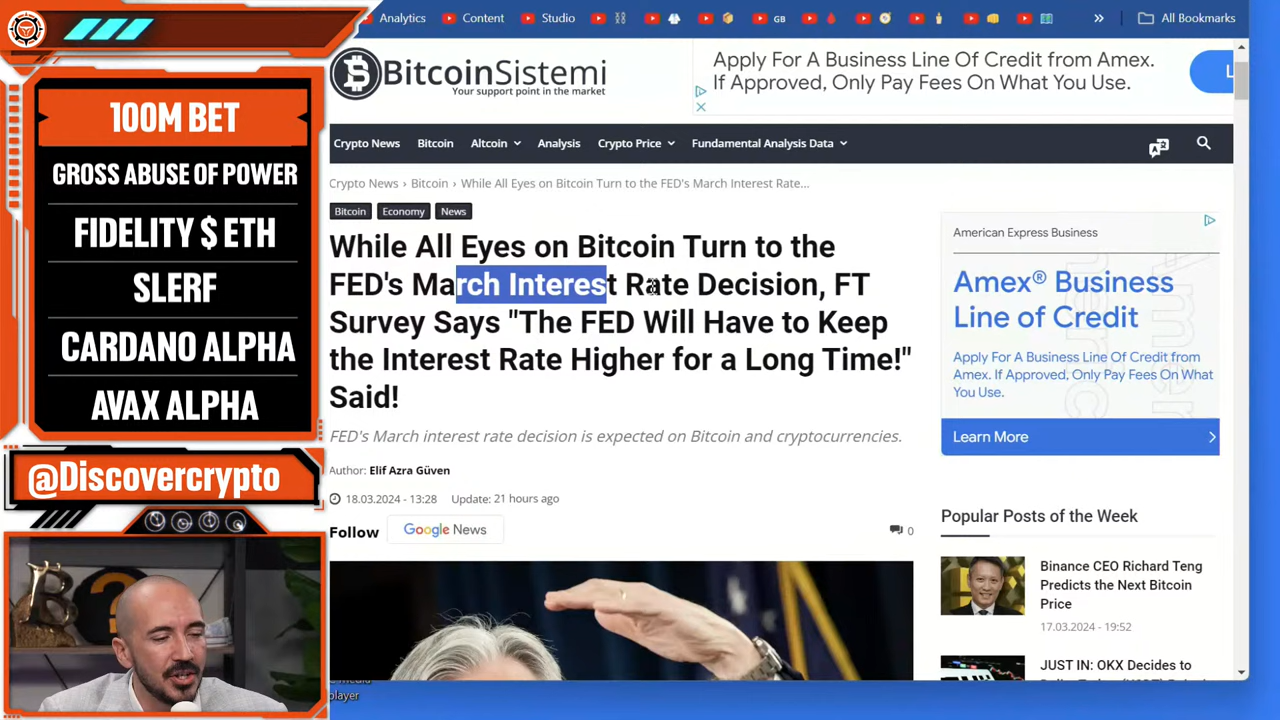 Analytics
Content
Studio
GB
»
All Bookmarks
100M BET
GROSS ABUSE OF POWER
FIDELITY $ ETH
SLERF
CARDANO ALPHA
AVAX ALPHA
@Discovercrypto
BitcoinSistemi
Your support point in the market
Apply For A Business Line Of Credit from Amex.
If Approved, Only Pay Fees On What You Use.
L
Crypto News
Bitcoin
Altcoin
Analysis
Crypto Price
Fundamental Analysis Data
Crypto News › Bitcoin › While All Eyes on Bitcoin Turn to the FED's March Interest Rate...
Bitcoin
Economy
News
While All Eyes on Bitcoin Turn to the
FED's March Interest Rate Decision, FT
Survey Says "The FED Will Have to Keep
the Interest Rate Higher for a Long Time!"
Said!
FED's March interest rate decision is expected on Bitcoin and cryptocurrencies.
Author: Elif Azra Güven
18.03.2024 - 13:28 Update: 21 hours ago
Follow
Google News
0
American Express Business
Amex® Business
Line of Credit
Apply For A Business Line Of Credit from
Amex. If Approved, Only Pay Fees On What
You Use.
Learn More
Popular Posts of the Week
Binance CEO Richard Teng
Predicts the Next Bitcoin
Price
17.03.2024 - 19:52
JUST IN: OKX Decides to
player